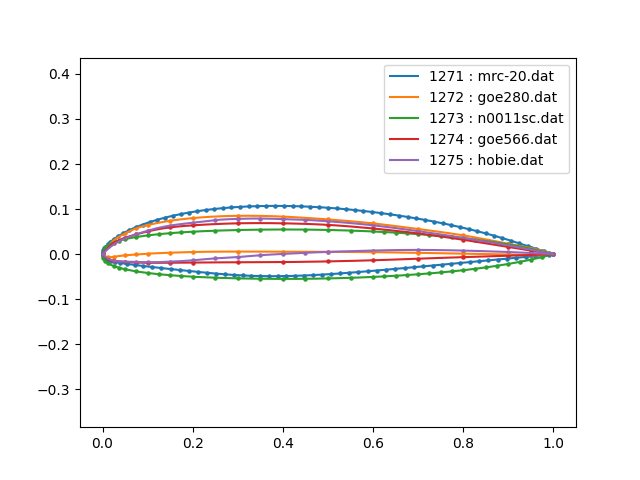 1271 : mrc-20.dat
1272 : goe280.dat
1273 : n0011sc.dat
1274 : goe566.dat
1275 : hobie.dat
0.4
0.3
0.2
0.1
0.0
−0.1
−0.2
−0.3
0.0 0.2 0.4 0.6 0.8 1.0